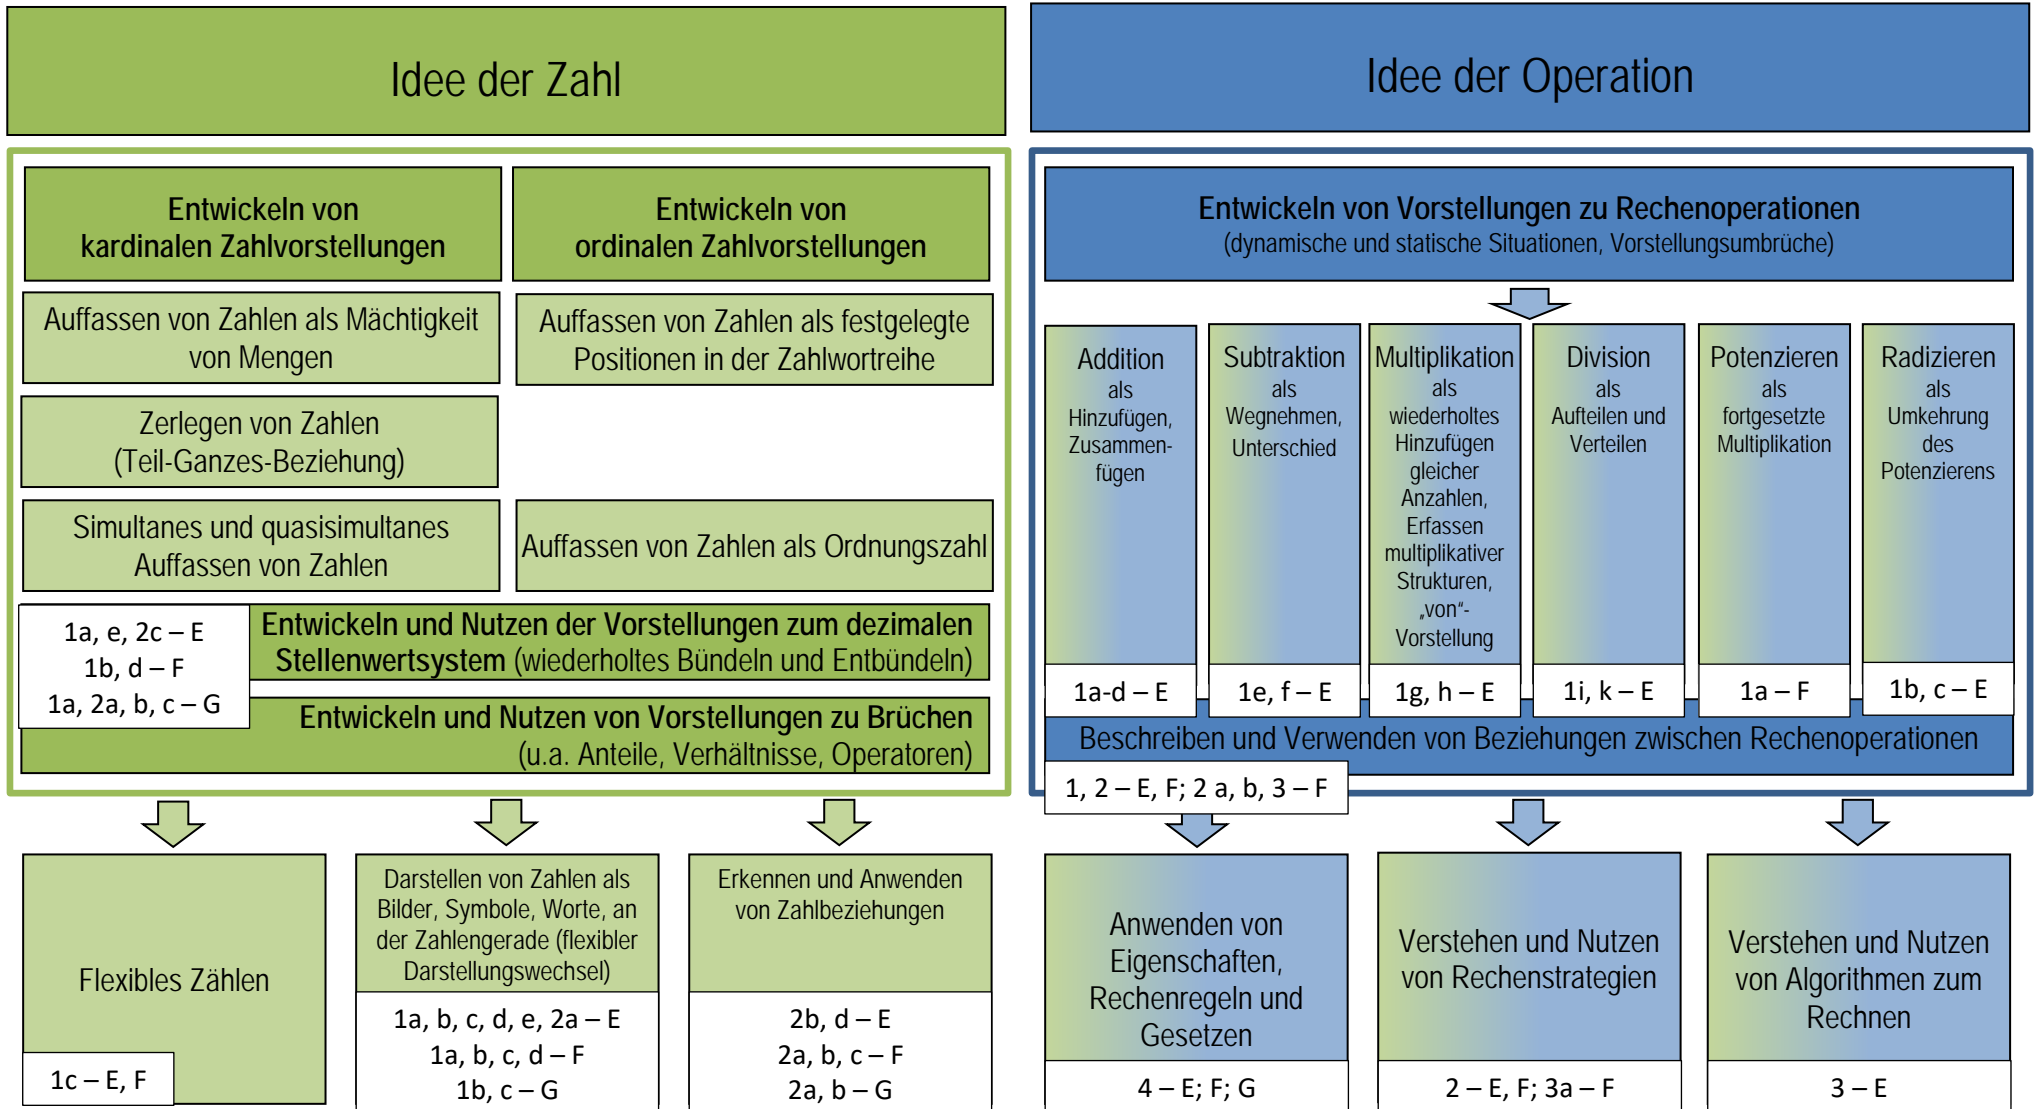 Idee der Zahl
Entwickeln von
kardinalen Zahlvorstellungen
Entwickeln von
ordinalen Zahlvorstellungen
Auffassen von Zahlen als Mächtigkeit
von Mengen
Auffassen von Zahlen als festgelegte
Positionen in der Zahlwortreihe
Zerlegen von Zahlen
(Teil-Ganzes-Beziehung)
Simultanes und quasisimultanes
Auffassen von Zahlen
Auffassen von Zahlen als Ordnungszahl
1a, e, 2c – E
1b, d – F
1a, 2a, b, c – G
Entwickeln und Nutzen der Vorstellungen zum dezimalen
Stellenwertsystem (wiederholtes Bündeln und Entbündeln)
Entwickeln und Nutzen von Vorstellungen zu Brüchen
(u.a. Anteile, Verhältnisse, Operatoren)
Flexibles Zählen
1c – E, F
Darstellen von Zahlen als
Bilder, Symbole, Worte, an
der Zahlengerade (flexibler
Darstellungswechsel)
1a, b, c, d, e, 2a – E
1a, b, c, d – F
1b, c – G
Erkennen und Anwenden
von Zahlbeziehungen
2b, d – E
2a, b, c – F
2a, b – G
Idee der Operation
Entwickeln von Vorstellungen zu Rechenoperationen
(dynamische und statische Situationen, Vorstellungsumbrüche)
Addition
als
Hinzufügen,
Zusammen-
fügen
1a-d – E
Subtraktion
als
Wegnehmen,
Unterschied
1e, f – E
Multiplikation
als
wiederholtes
Hinzufügen
gleicher
Anzahlen,
Erfassen
multiplikativer
Strukturen,
„von“-
Vorstellung
1g, h – E
Division
als
Aufteilen und
Verteilen
1i, k – E
Potenzieren
als
fortgesetzte
Multiplikation
1a – F
Radizieren
als
Umkehrung
des
Potenzierens
1b, c – E
Beschreiben und Verwenden von Beziehungen zwischen Rechenoperationen
1, 2 – E, F; 2 a, b, 3 – F
Anwenden von
Eigenschaften,
Rechenregeln und
Gesetzen
4 – E; F; G
Verstehen und Nutzen
von Rechenstrategien
2 – E, F; 3a – F
Verstehen und Nutzen
von Algorithmen zum
Rechnen
3 – E